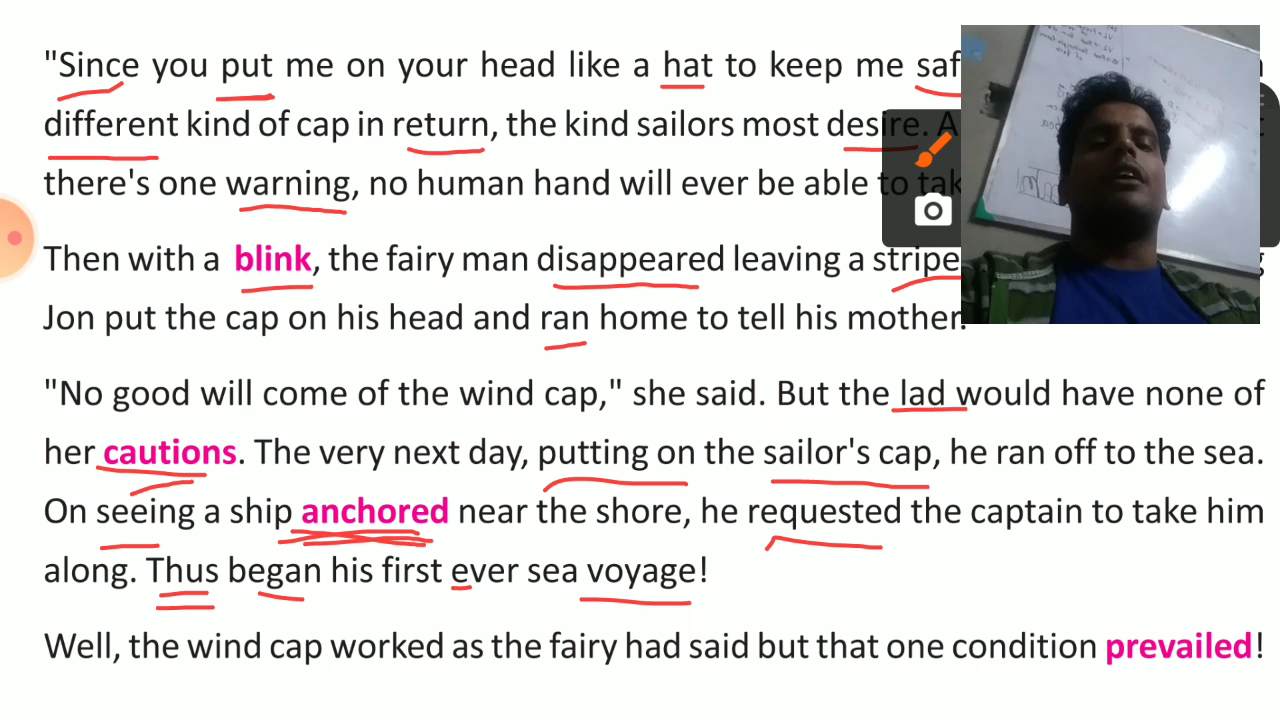 "Since you put me on your head like a hat to keep me
different kind of cap in return, the kind sailors most desire.
there's one warning, no human hand will ever be able to
Then with a blink, the fairy man disappeared leaving a
Jon put the cap on his head and ran home to tell his mother.
"No good will come of the wind cap," she said. But the lad would have none of
her cautions. The very next day, putting on the sailor's cap, he ran off to the sea.
On seeing a ship anchored near the shore, he requested the captain to take him
along. Thus began his first ever sea voyage!
Well, the wind cap worked as the fairy had said but that one condition prevailed!